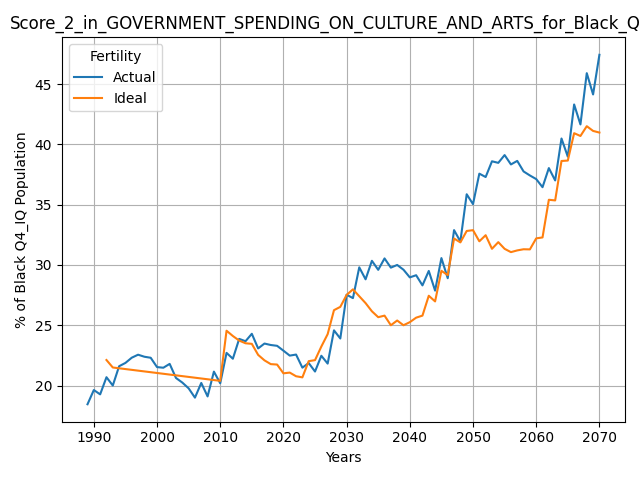 Score_2_in_GOVERNMENT_SPENDING_ON_CULTURE_AND_ARTS_for_Black_Q
Fertility
Actual
Ideal
% of Black Q4_IQ Population
45
40
35
30
25
20
1990 2000 2010 2020 2030 2040 2050 2060 2070
Years